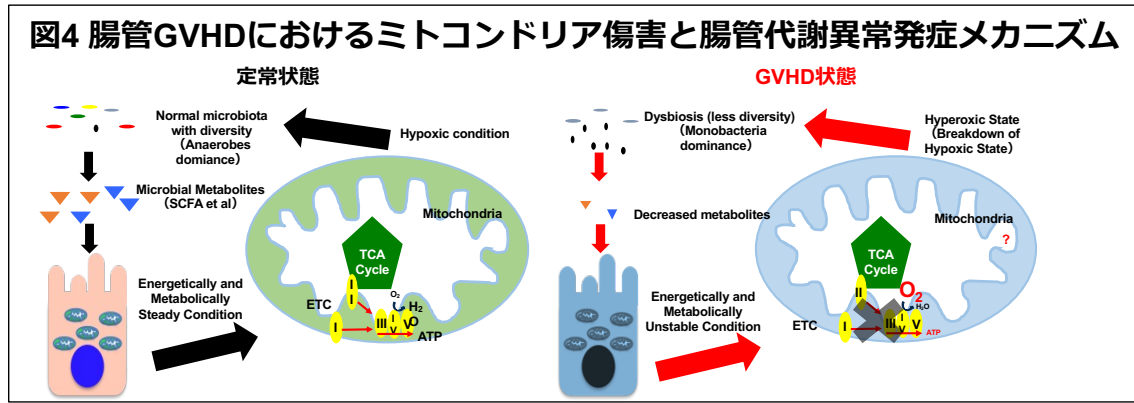 図4 腸管GVHDにおけるミトコンドリア傷害と腸管代謝異常発症メカニズム
定常状態
Normal microbiota
with diversity
（Anaerobes
domiance）
Hypoxic condition
Microbial Metabolites
（SCFA et al）
Mitochondria
TCA
Cycle
Energetically and
Metabolically
Steady Condition
ETC
I
I
I
III
I
V
V
O₂
H₂
O
ATP
GVHD状態
Dysbiosis (less diversity)
（Monobacteria
dominance）
Hyperoxic State
（Breakdown of
Hypoxic State）
Decreased metabolites
Mitochondria
?
TCA
Cycle
Energetically and
Metabolically
Unstable Condition
ETC
II
I
III
I
V
V
O₂
H₂O
ATP